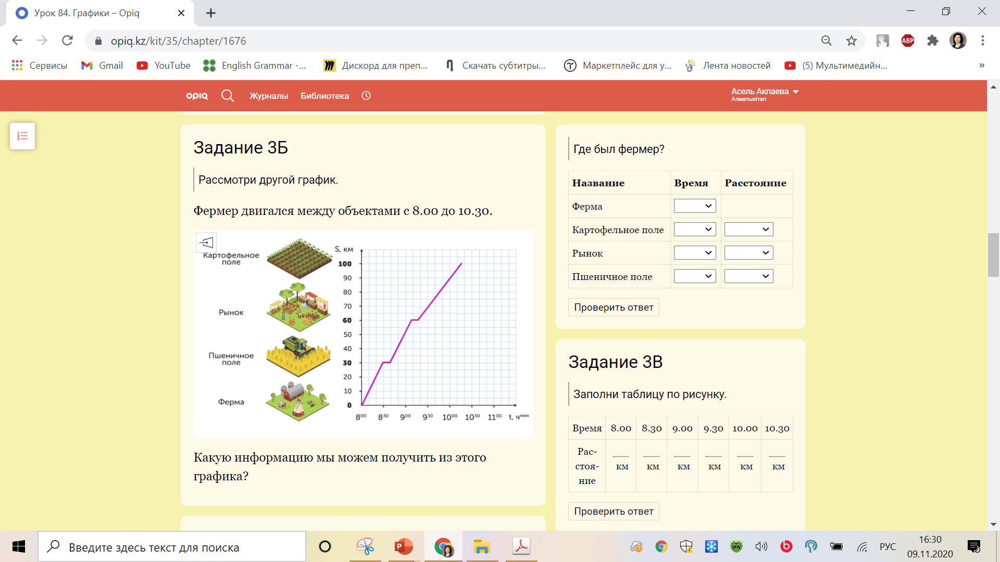 Урок 84. Графики – Opiq
opiq.kz/kit/35/chapter/1676
ABP
Сервисы
Gmail
YouTube
English Grammar -...
Дискорд для преп...
Скачать субтитры...
Маркетплейс для у...
Лента новостей
(5) Мультимедийн...
»
opiq
Журналы
Библиотека
Асель Акпаева
Алматыкітап
Задание 3Б
Рассмотри другой график.
Фермер двигался между объектами с 8.00 до 10.30.
Картофельное
поле
Рынок
Пшеничное
поле
Ферма
S, км
100
90
80
70
60
50
40
30
20
10
0
8⁰⁰ 8³⁰ 9⁰⁰ 9³⁰ 10⁰⁰ 10³⁰ 11⁰⁰ t, чᵐᶦⁿ
Какую информацию мы можем получить из этого
графика?
Где был фермер?
Название Время Расстояние
Ферма
Картофельное поле
Рынок
Пшеничное поле
Проверить ответ
Задание 3В
Заполни таблицу по рисунку.
Время 8.00 8.30 9.00 9.30 10.00 10.30
Рас-
стоя-
ние
км км км км км км
Проверить ответ
Введите здесь текст для поиска
РУС
16:30
09.11.2020